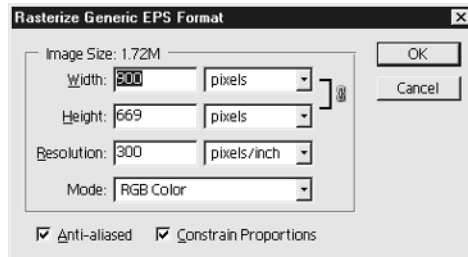 Rasterize Generic EPS Format
Image Size: 1.72M
OK
Width: 900 pixels
Cancel
Height: 669 pixels
Resolution: 300 pixels/inch
Mode: RGB Color
Anti-aliased Constrain Proportions